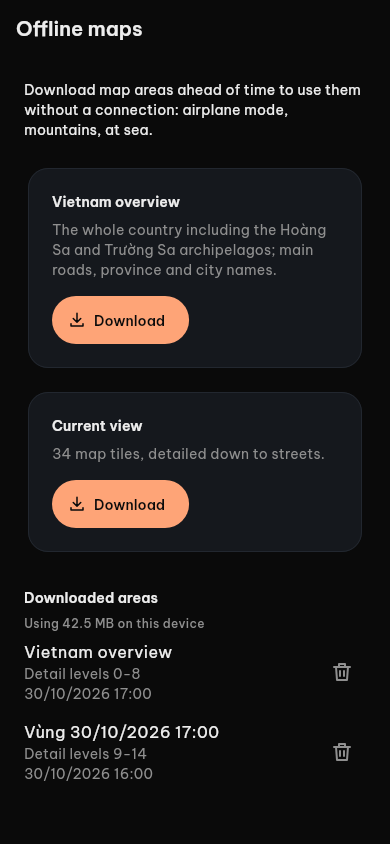 Offline maps
Download map areas ahead of time to use them
without a connection: airplane mode,
mountains, at sea.
Vietnam overview
The whole country including the Hoàng
Sa and Trường Sa archipelagos; main
roads, province and city names.
Download
Current view
34 map tiles, detailed down to streets.
Download
Downloaded areas
Using 42.5 MB on this device
Vietnam overview
Detail levels 0–8
30/10/2026 17:00
Vùng 30/10/2026 17:00
Detail levels 9–14
30/10/2026 16:00